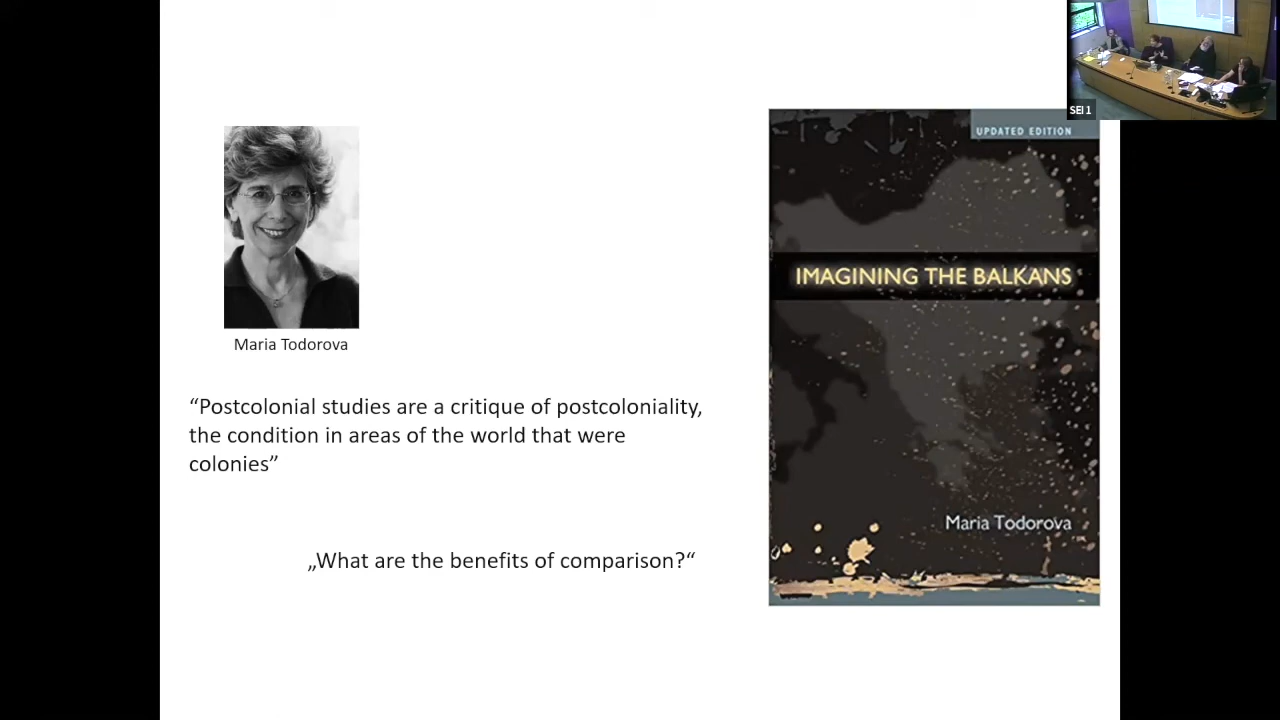 SEI 1
UPDATED EDITION
IMAGINING THE BALKANS
Maria Todorova
Maria Todorova
“Postcolonial studies are a critique of postcoloniality,
the condition in areas of the world that were
colonies”
„What are the benefits of comparison?“